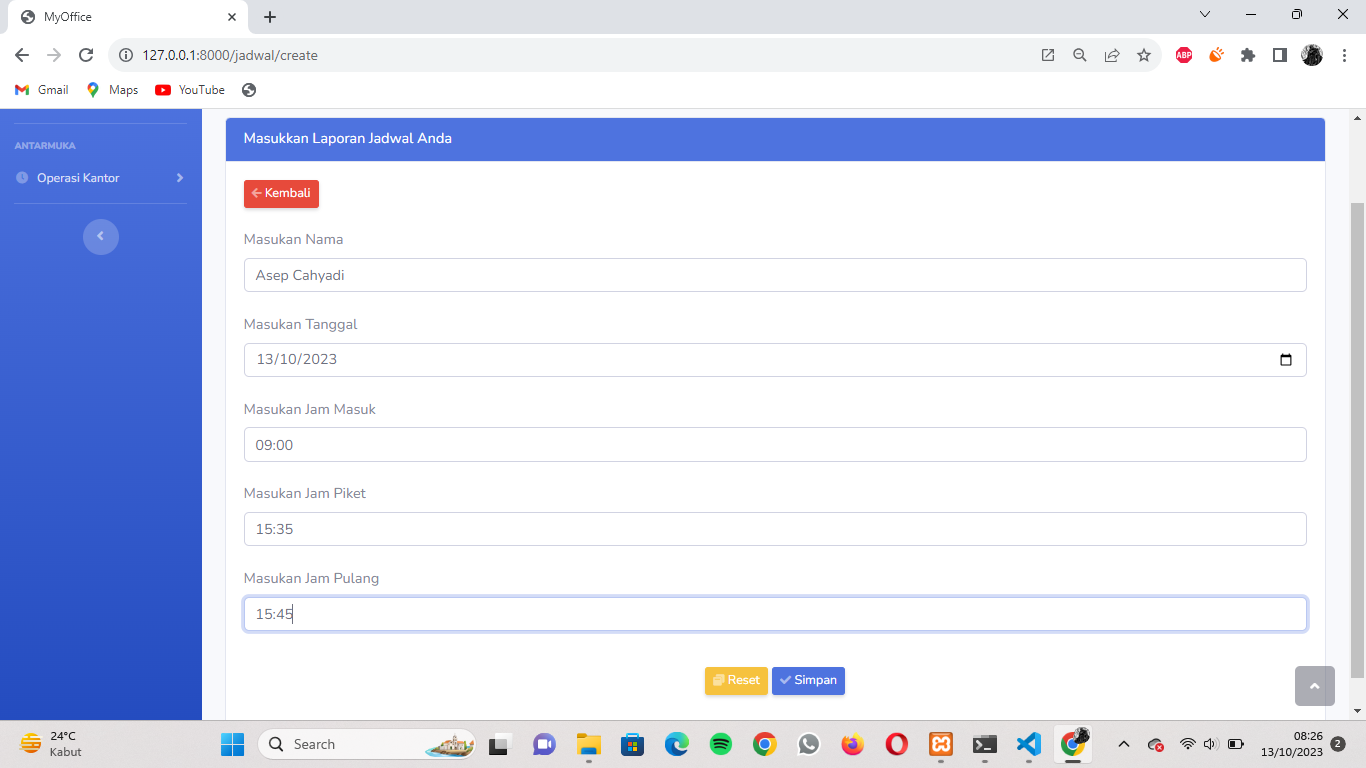 MyOffice
127.0.0.1:8000/jadwal/create
ABP
Gmail Maps YouTube
ANTARMUKA
Operasi Kantor
Masukkan Laporan Jadwal Anda
Kembali
Masukan Nama
Asep Cahyadi
Masukan Tanggal
13/10/2023
Masukan Jam Masuk
09:00
Masukan Jam Piket
15:35
Masukan Jam Pulang
15:45
Reset Simpan
24°C
Kabut
Search
08:26
13/10/2023
2